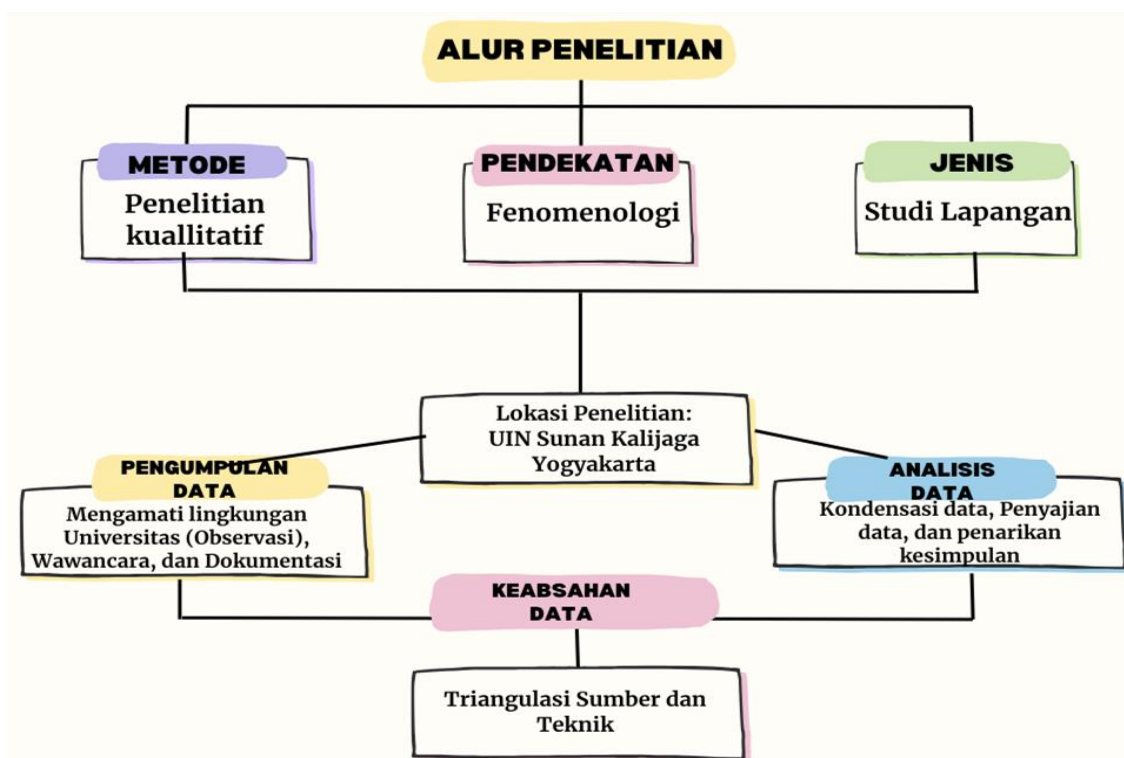 ALUR PENELITIAN
METODE
Penelitian
kuallitatif
PENDEKATAN
Fenomenologi
JENIS
Studi Lapangan
Lokasi Penelitian:
UIN Sunan Kalijaga
Yogyakarta
PENGUMPULAN
DATA
Mengamati lingkungan
Universitas (Observasi),
Wawancara, dan Dokumentasi
ANALISIS
DATA
Kondensasi data, Penyajian
data, dan penarikan
kesimpulan
KEABSAHAN
DATA
Triangulasi Sumber dan
Teknik